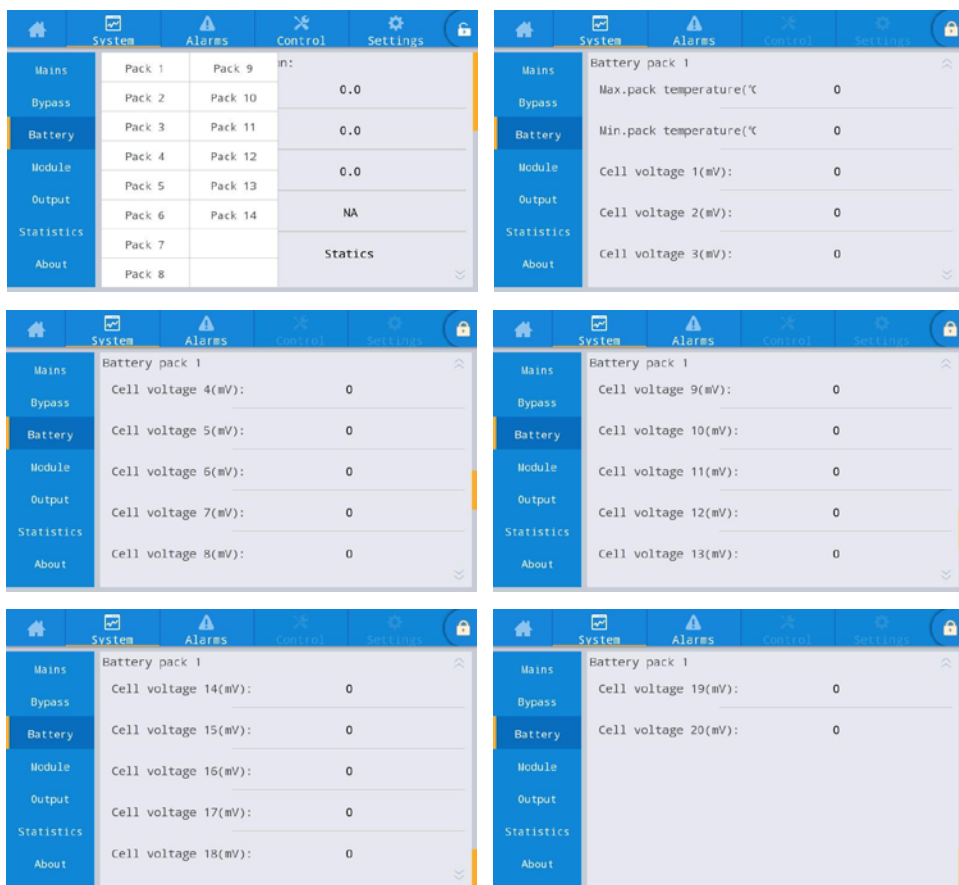 System Alarms Control Settings
Mains
Bypass
Battery
Module
Output
Statistics
About
Pack 1 Pack 9
Pack 2 Pack 10
Pack 3 Pack 11
Pack 4 Pack 12
Pack 5 Pack 13
Pack 6 Pack 14
Pack 7
Pack 8
n:
0.0
0.0
0.0
NA
Statics
System Alarms Control Settings
Mains
Bypass
Battery
Module
Output
Statistics
About
Battery pack 1
Max.pack temperature(℃ 0
Min.pack temperature(℃ 0
Cell voltage 1(mV): 0
Cell voltage 2(mV): 0
Cell voltage 3(mV): 0
System Alarms Control Settings
Mains
Bypass
Battery
Module
Output
Statistics
About
Battery pack 1
Cell voltage 4(mV): 0
Cell voltage 5(mV): 0
Cell voltage 6(mV): 0
Cell voltage 7(mV): 0
Cell voltage 8(mV): 0
System Alarms Control Settings
Mains
Bypass
Battery
Module
Output
Statistics
About
Battery pack 1
Cell voltage 9(mV): 0
Cell voltage 10(mV): 0
Cell voltage 11(mV): 0
Cell voltage 12(mV): 0
Cell voltage 13(mV): 0
System Alarms Control Settings
Mains
Bypass
Battery
Module
Output
Statistics
About
Battery pack 1
Cell voltage 14(mV): 0
Cell voltage 15(mV): 0
Cell voltage 16(mV): 0
Cell voltage 17(mV): 0
Cell voltage 18(mV): 0
System Alarms Control Settings
Mains
Bypass
Battery
Module
Output
Statistics
About
Battery pack 1
Cell voltage 19(mV): 0
Cell voltage 20(mV): 0